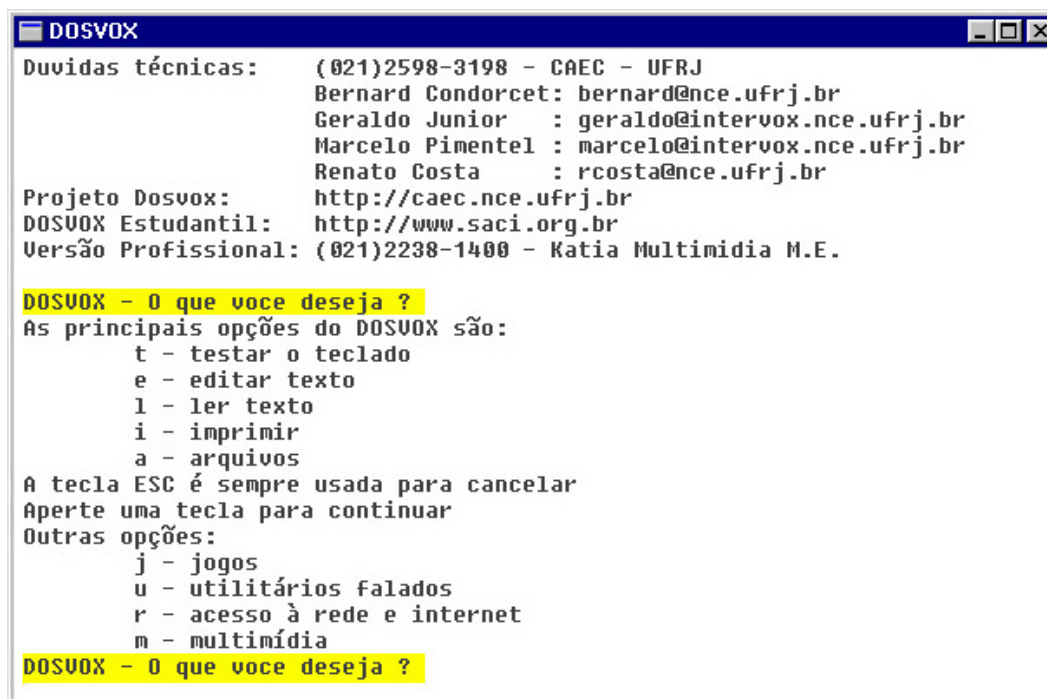 DOSVOX
Duvidas técnicas: (021)2598-3198 - CAEC - UFRJ
Bernard Condorcet: bernard@nce.ufrj.br
Geraldo Junior : geraldo@intervox.nce.ufrj.br
Marcelo Pimentel : marcelo@intervox.nce.ufrj.br
Renato Costa : rcosta@nce.ufrj.br
Projeto Dosvox: http://caec.nce.ufrj.br
DOSVOX Estudantil: http://www.saci.org.br
Versão Profissional: (021)2238-1400 - Katia Multimidia M.E.
DOSVOX - O que voce deseja ?
As principais opções do DOSVOX são:
t - testar o teclado
e - editar texto
l - ler texto
i - imprimir
a - arquivos
A tecla ESC é sempre usada para cancelar
Aperte uma tecla para continuar
Outras opções:
j - jogos
u - utilitários falados
r - acesso à rede e internet
m - multimídia
DOSVOX - O que voce deseja ?